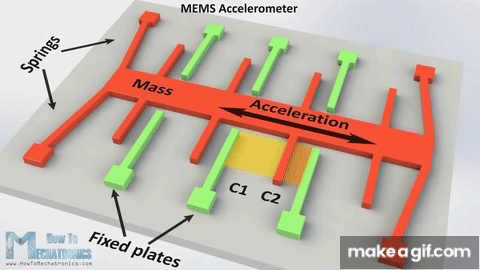 MEMS Accelerometer
Springs
Mass
Acceleration
C1
C2
Fixed plates
M
How To
Mechatronics
www.HowToMechatronics.com
makeagif.com